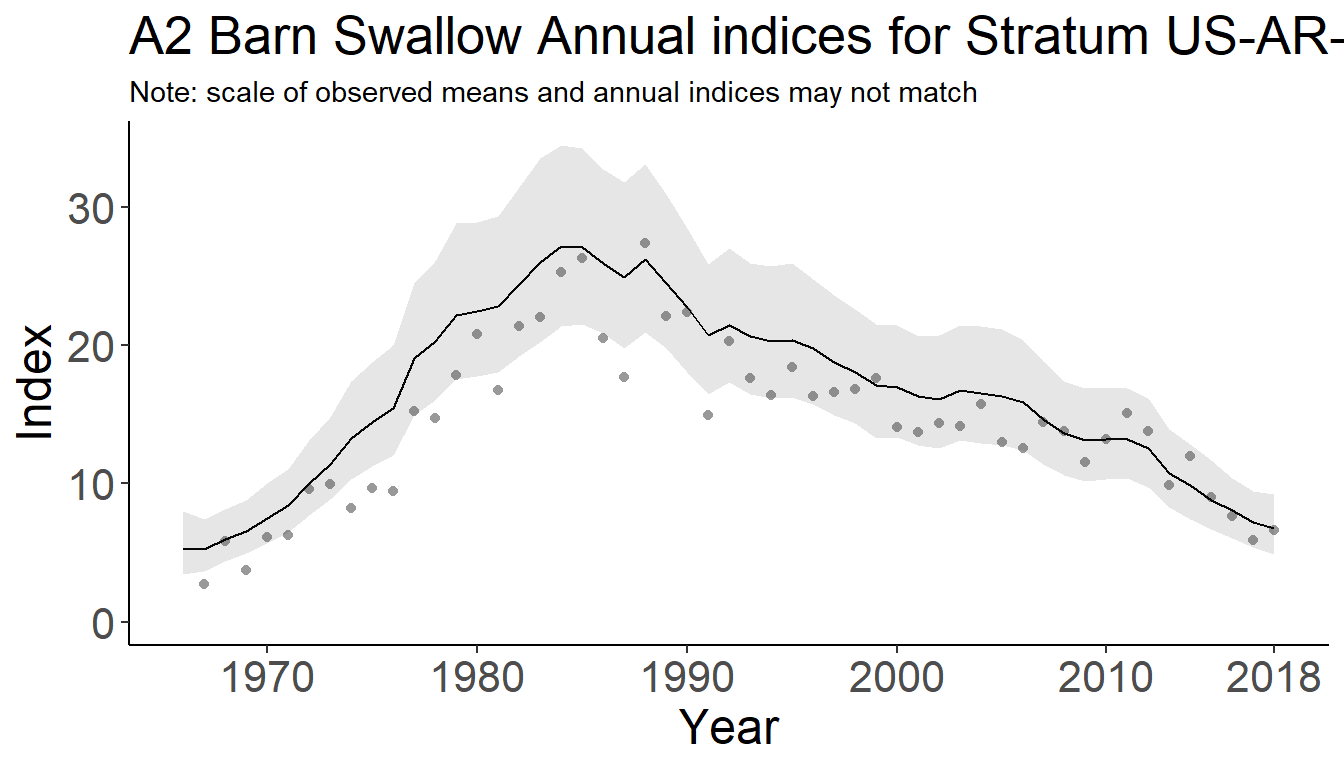 A2 Barn Swallow Annual indices for Stratum US-AR-
Note: scale of observed means and annual indices may not match
30
20
10
0
Index
1970 1980 1990 2000 2010 2018
Year